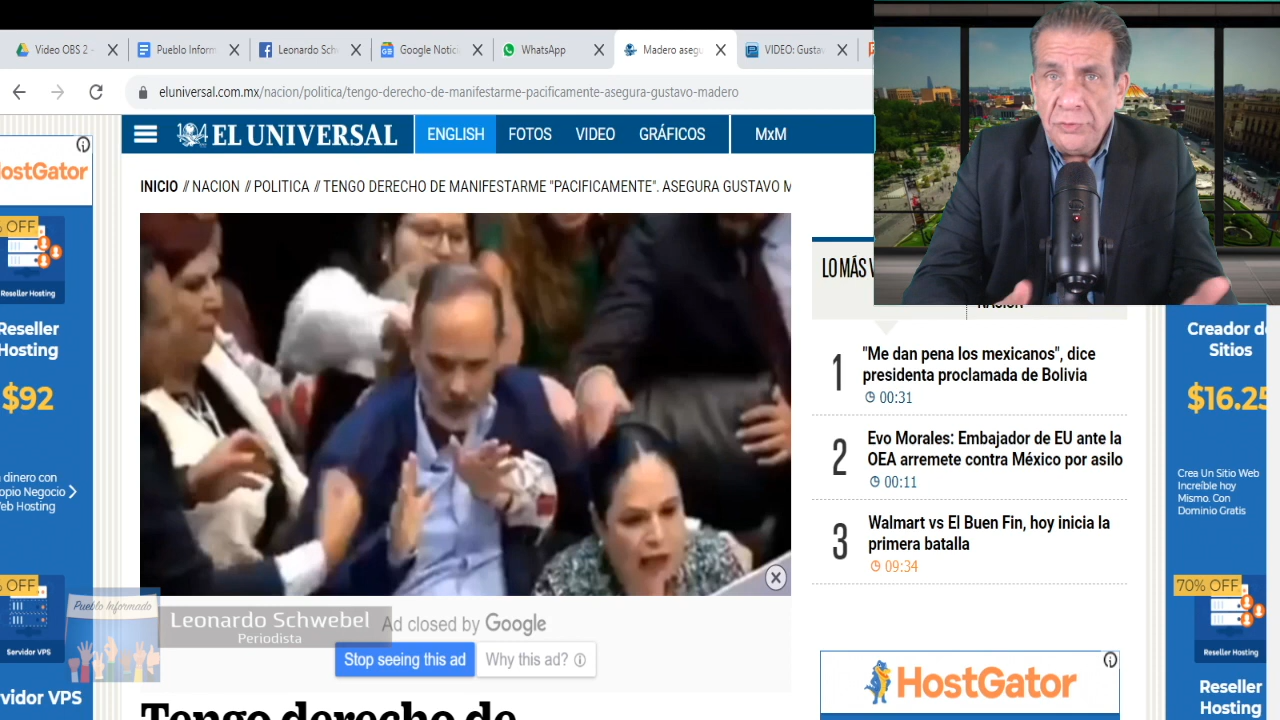 Video OBS 2 -
Pueblo Inform
Leonardo Schw
Google Notici
WhatsApp
Madero asegu
VIDEO: Gustav
eluniversal.com.mx/nacion/politica/tengo-derecho-de-manifestarme-pacificamente-asegura-gustavo-madero
EL UNIVERSAL
ENGLISH
FOTOS
VIDEO
GRÁFICOS
MxM
INICIO // NACION // POLITICA // TENGO DERECHO DE MANIFESTARME "PACIFICAMENTE". ASEGURA GUSTAVO M
HostGator
% OFF
Reseller Hosting
Reseller
Hosting
$92
dinero con
opio Negocio
eb Hosting
% OFF
Servidor VPS
vidor VPS
LO MÁS V
NACIÓN
1
"Me dan pena los mexicanos", dice
presidenta proclamada de Bolivia
00:31
2
Evo Morales: Embajador de EU ante la
OEA arremete contra México por asilo
00:11
3
Walmart vs El Buen Fin, hoy inicia la
primera batalla
09:34
Creador de
Sitios
$16.25
Crea Un Sitio Web
Increíble hoy
Mismo. Con
Dominio Gratis
70% OFF
Reseller Hosting
Reseller
Hosting
Pueblo Informado
Leonardo Schwebel
Periodista
Ad closed by Google
Stop seeing this ad
Why this ad?
HostGator
Tengo derecho de